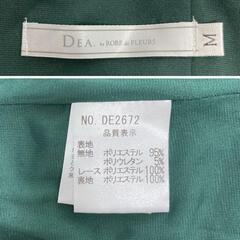 DEA. by ROBE de FLEURS
M
NO. DE2672
品質表示
表地
無地 ポリエステル 95%
ポリウレタン 5%
レース ポリエステル 100%
裏地 ポリエステル 100%